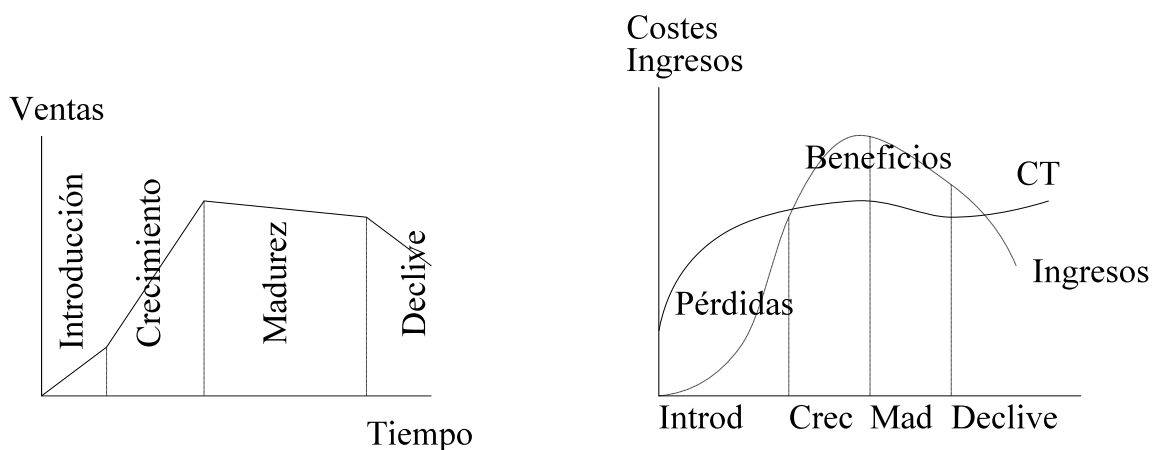 Ventas
Introducción
Crecimiento
Madurez
Declive
Tiempo
Costes
Ingresos
Beneficios
CT
Pérdidas
Ingresos
Introd
Crec
Mad
Declive